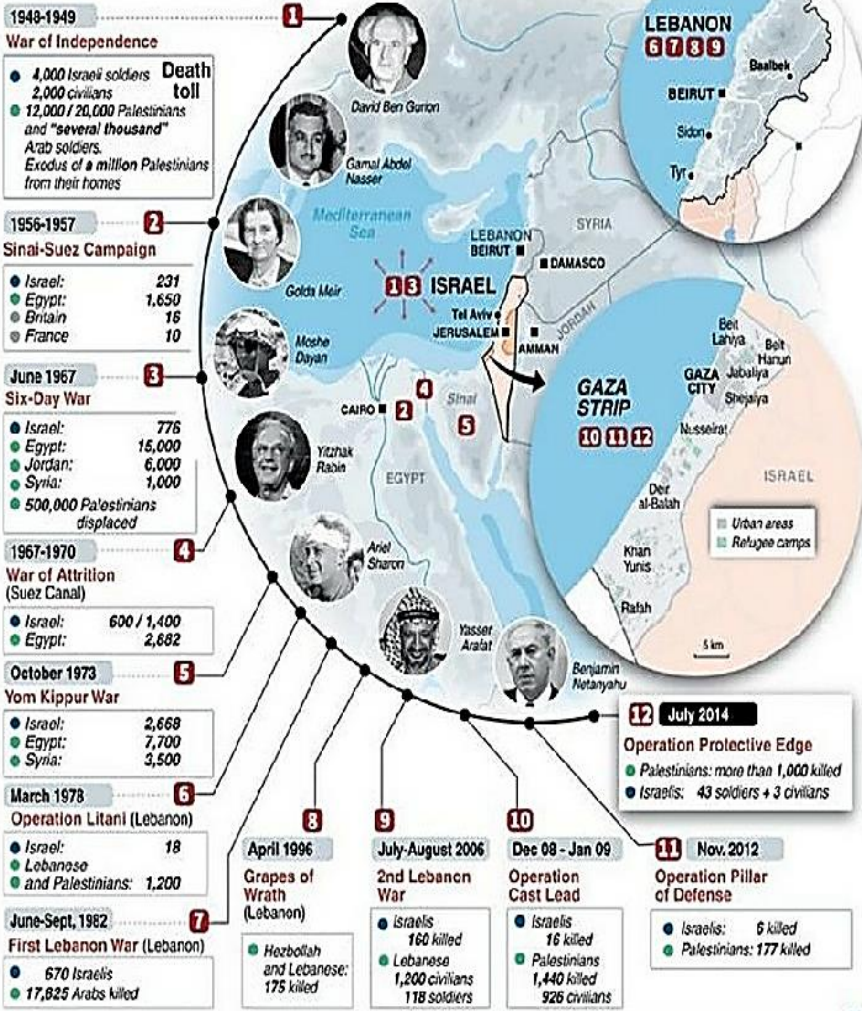 1948-1949
1
War of Independence
4,000 Israeli soldiers
2,000 civilians
Death
toll
12,000 / 20,000 Palestinians
and "several thousand"
Arab soldiers.
Exodus of a million Palestinians
from their homes
1956-1957
2
Sinai-Suez Campaign
Israel: 231
Egypt: 1,650
Britain 16
France 10
June 1967
3
Six-Day War
Israel: 776
Egypt: 15,000
Jordan: 6,000
Syria: 1,000
500,000 Palestinians
displaced
1967-1970
4
War of Attrition
(Suez Canal)
Israel: 600 / 1,400
Egypt: 2,882
October 1973
5
Yom Kippur War
Israel: 2,668
Egypt: 7,700
Syria: 3,500
March 1978
6
Operation Litani (Lebanon)
Israel: 18
Lebanese
and Palestinians: 1,200
June-Sept, 1982
7
First Lebanon War (Lebanon)
670 Israelis
17,825 Arabs killed
8
April 1996
Grapes of
Wrath
(Lebanon)
Hezbollah
and Lebanese:
175 killed
9
July-August 2006
2nd Lebanon
War
Israelis
160 killed
Lebanese
1,200 civilians
118 soldiers
10
Dec 08 - Jan 09
Operation
Cast Lead
Israelis
16 killed
Palestinians
1,440 killed
926 civilians
11
Nov. 2012
Operation Pillar
of Defense
Israelis: 6 killed
Palestinians: 177 killed
12
July 2014
Operation Protective Edge
Palestinians: more than 1,000 killed
Israelis: 43 soldiers + 3 civilians
David Ben Gurion
Gamal Abdel
Nasser
Golda Meir
Moshe
Dayan
Yitzhak
Rabin
Ariel
Sharon
Yasser
Arafat
Benjamin
Netanyahu
Mediterranean
Sea
LEBANON
BEIRUT
SYRIA
DAMASCO
1 3 ISRAEL
Tel Aviv
JERUSALEM
JORDAN
AMMAN
CAIRO
2
4
Sinai
5
EGYPT
LEBANON
6 7 8 9
Baalbek
BEIRUT
Sidon
Tyr
GAZA
STRIP
10 11 12
Beit
Lahiya
Beit
Hanun
GAZA
CITY
Jabaliya
Shejaiya
Nusseirat
Deir
al-Balah
Khan
Yunis
Rafah
ISRAEL
Urban areas
Refugee camps
5 km